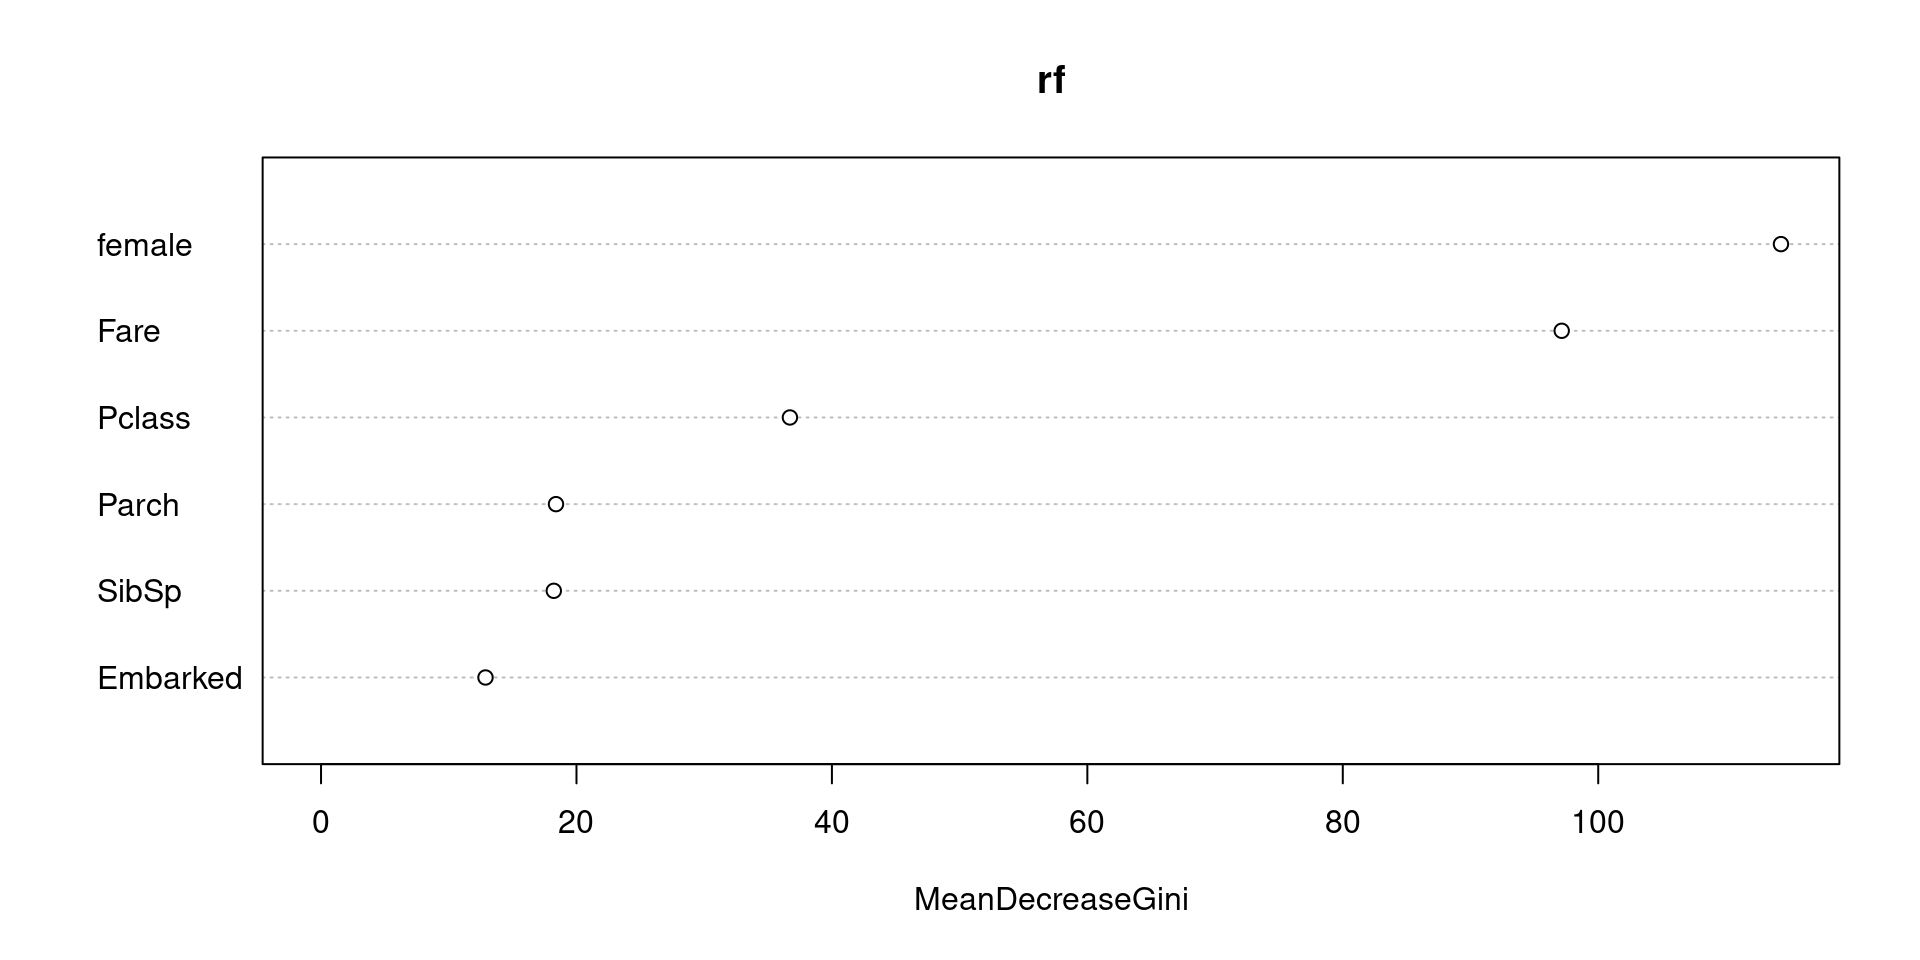 rf
female
Fare
Pclass
Parch
SibSp
Embarked
0 20 40 60 80 100
MeanDecreaseGini